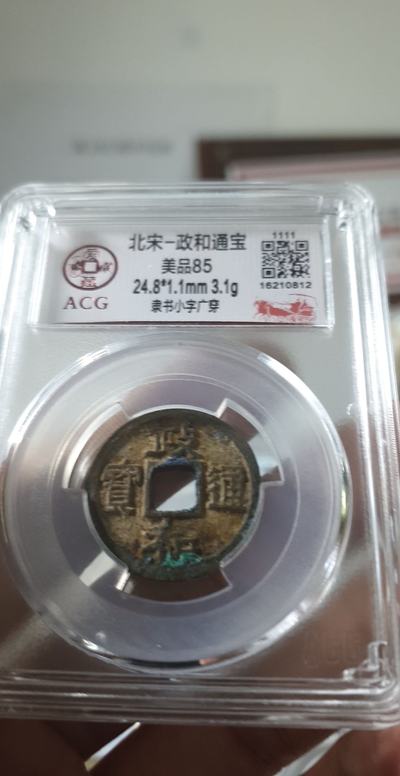 北宋-政和通宝
美品85
24.8*1.1mm 3.1g
隶书小字广穿
ACG
1111
16210812
政
寶 通
和